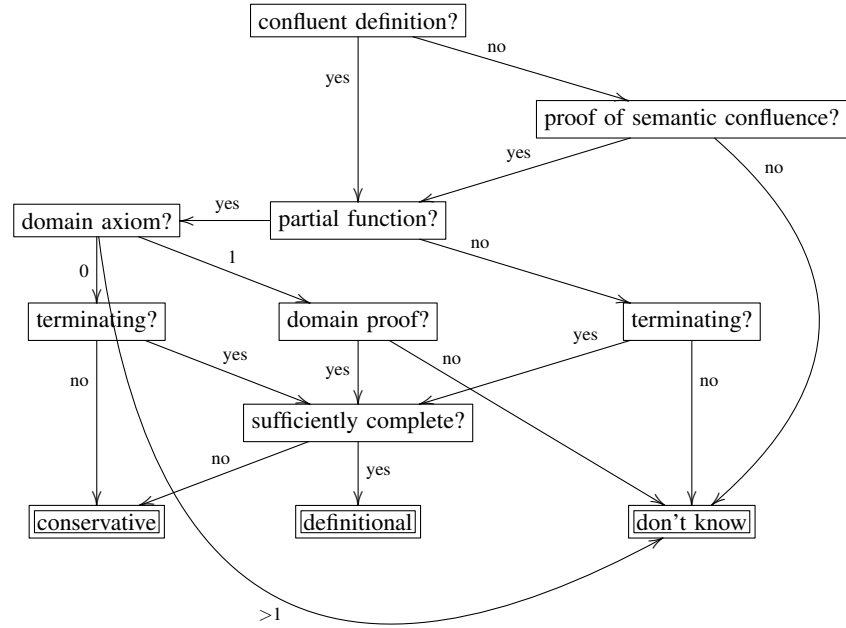 confluent definition?
no
yes
proof of semantic confluence?
yes
no
domain axiom?
yes
partial function?
no
0
1
terminating?
domain proof?
terminating?
no
yes
yes
no
yes
no
sufficiently complete?
no
yes
conservative
definitional
don't know
>1